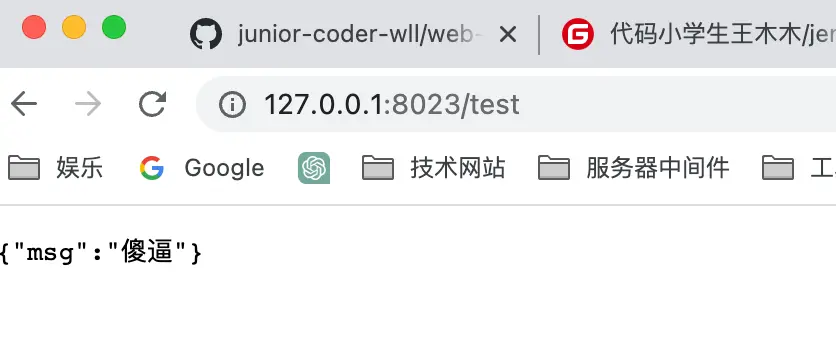 junior-coder-wll/web-
代码小学生王木木/jen
127.0.0.1:8023/test
娱乐 Google 技术网站 服务器中间件 工
{"msg":"傻逼"}